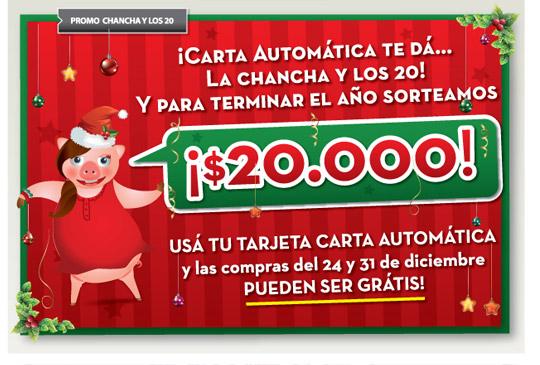 PROMO CHANCHA Y LOS 20
¡CARTA AUTOMÁTICA TE DÁ...
LA CHANCHA Y LOS 20!
Y PARA TERMINAR EL AÑO SORTEAMOS
¡$20.000!
USÁ TU TARJETA CARTA AUTOMÁTICA
y las compras del 24 y 31 de diciembre
PUEDEN SER GRÁTIS!